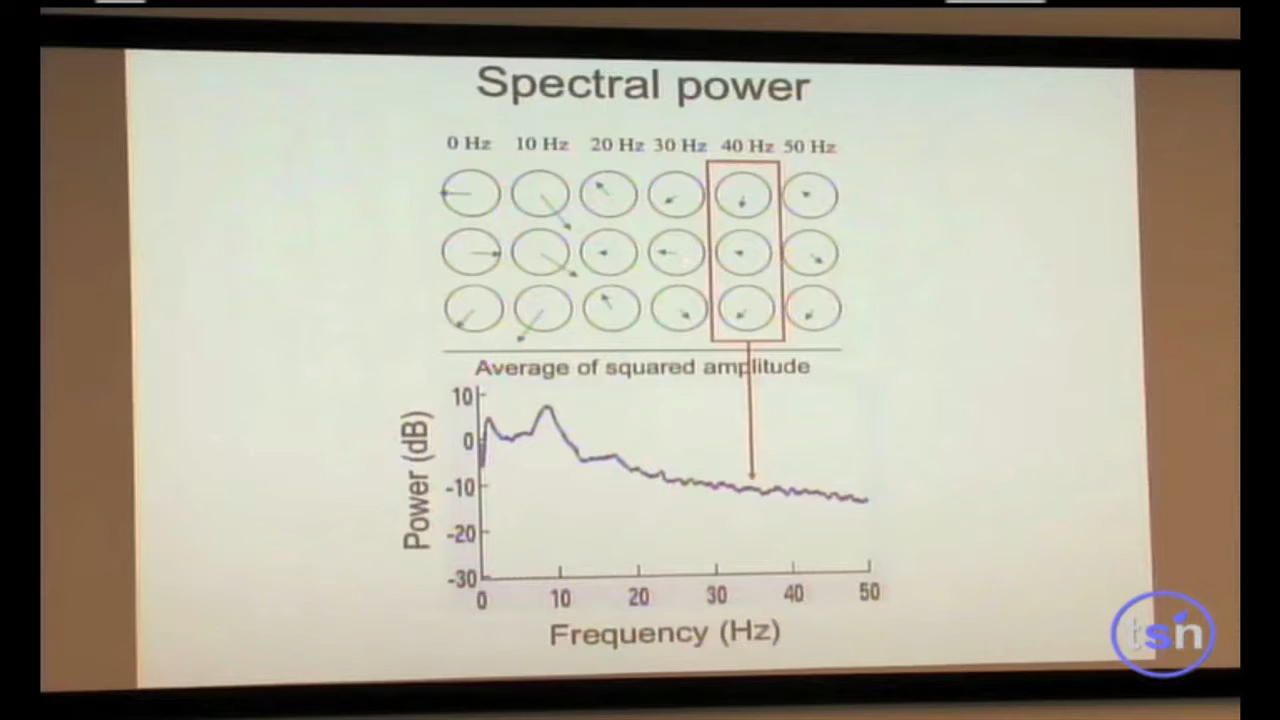 Spectral power
0 Hz 10 Hz 20 Hz 30 Hz 40 Hz 50 Hz
Average of squared amplitude
Power (dB)
10
0
-10
-20
-30
0 10 20 30 40 50
Frequency (Hz)
tsn